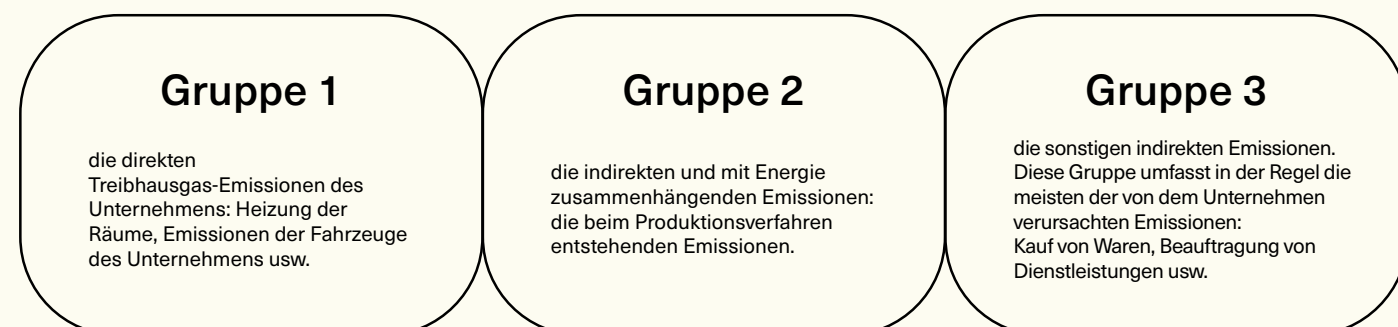 Gruppe 1
die direkten
Treibhausgas-Emissionen des
Unternehmens: Heizung der
Räume, Emissionen der Fahrzeuge
des Unternehmens usw.
Gruppe 2
die indirekten und mit Energie
zusammenhängenden Emissionen:
die beim Produktionsverfahren
entstehenden Emissionen.
Gruppe 3
die sonstigen indirekten Emissionen.
Diese Gruppe umfasst in der Regel die
meisten der von dem Unternehmen
verursachten Emissionen:
Kauf von Waren, Beauftragung von
Dienstleistungen usw.